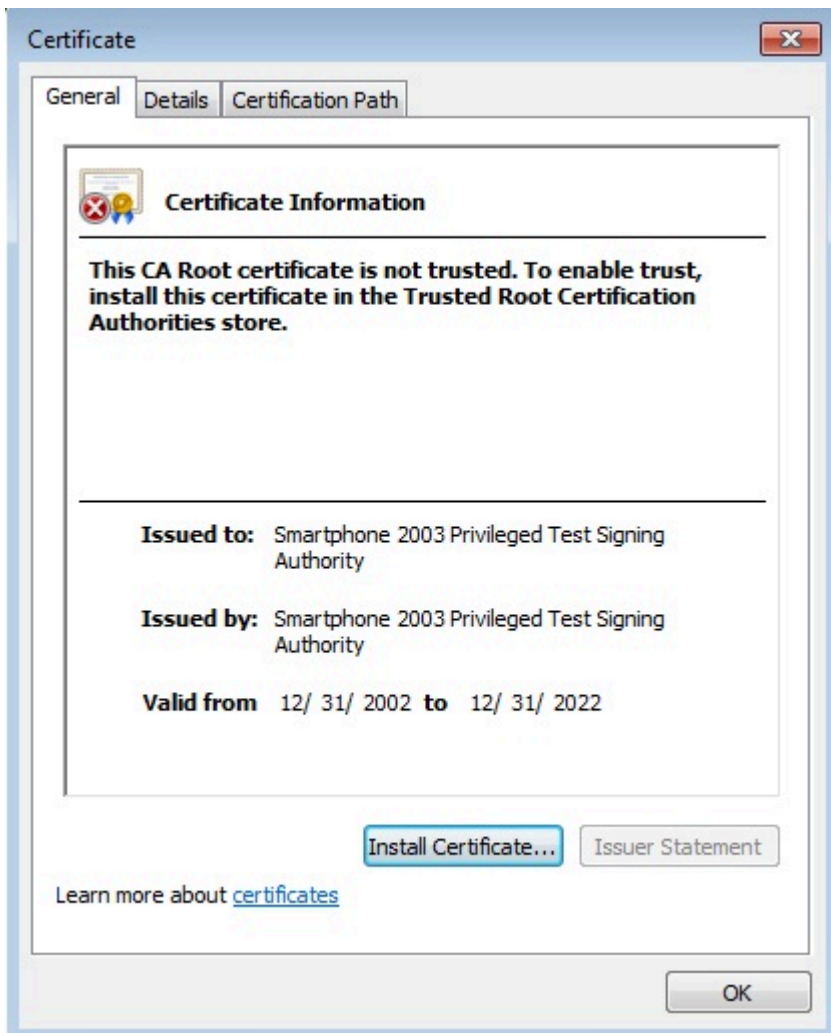 Certificate
General Details Certification Path
Certificate Information
This CA Root certificate is not trusted. To enable trust,
install this certificate in the Trusted Root Certification
Authorities store.
Issued to: Smartphone 2003 Privileged Test Signing
Authority
Issued by: Smartphone 2003 Privileged Test Signing
Authority
Valid from 12/ 31/ 2002 to 12/ 31/ 2022
Install Certificate... Issuer Statement
Learn more about certificates
OK